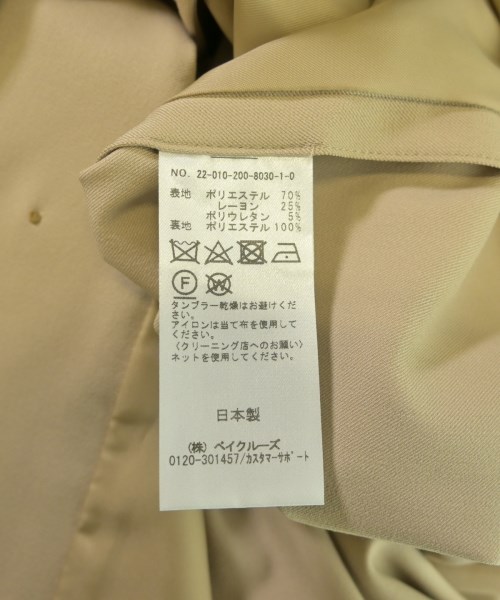 NO. 22-010-200-8030-1-0
表地 ポリエステル 70%
レーヨン 25%
ポリウレタン 5%
裏地 ポリエステル 100%
F W
タンブラー乾燥はお避けくだ
さい。
アイロンは当て布を使用して
ください。
〈クリーニング店へのお願い〉
ネットを使用してください。
日本製
(株) ベイクルーズ
0120-301457/カスタマーサポート